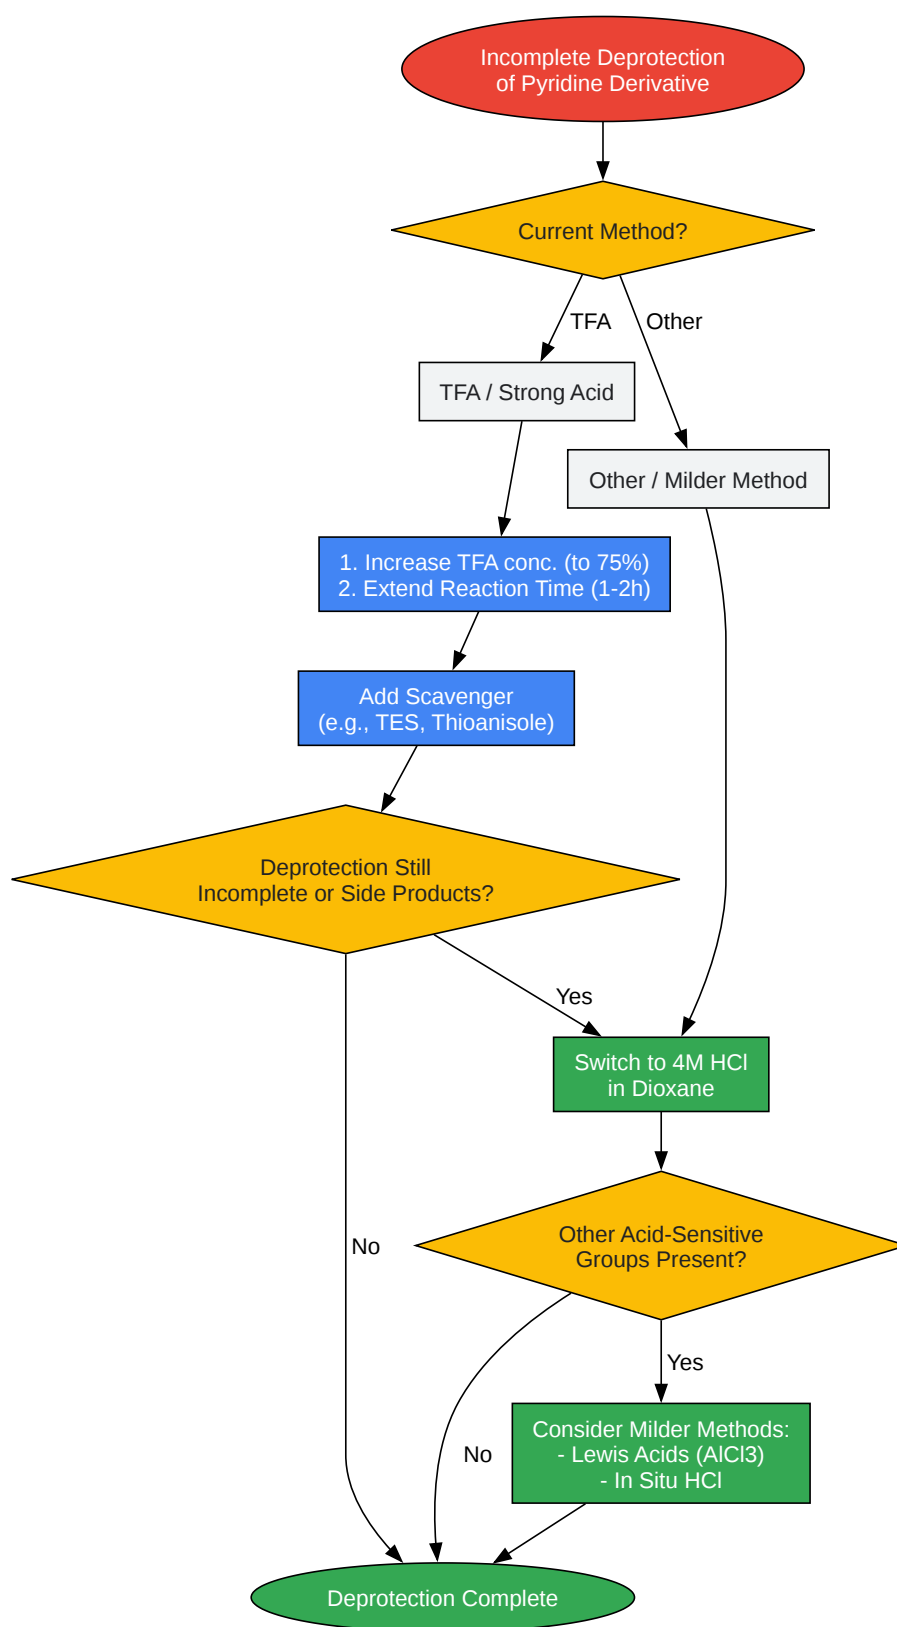 Incomplete Deprotection
of Pyridine Derivative
Current Method?
TFA
Other
TFA / Strong Acid
Other / Milder Method
1. Increase TFA conc. (to 75%)
2. Extend Reaction Time (1-2h)
Add Scavenger
(e.g., TES, Thioanisole)
Deprotection Still
Incomplete or Side Products?
Yes
Switch to 4M HCl
in Dioxane
No
Other Acid-Sensitive
Groups Present?
Yes
No
Consider Milder Methods:
- Lewis Acids (AlCl3)
- In Situ HCl
Deprotection Complete